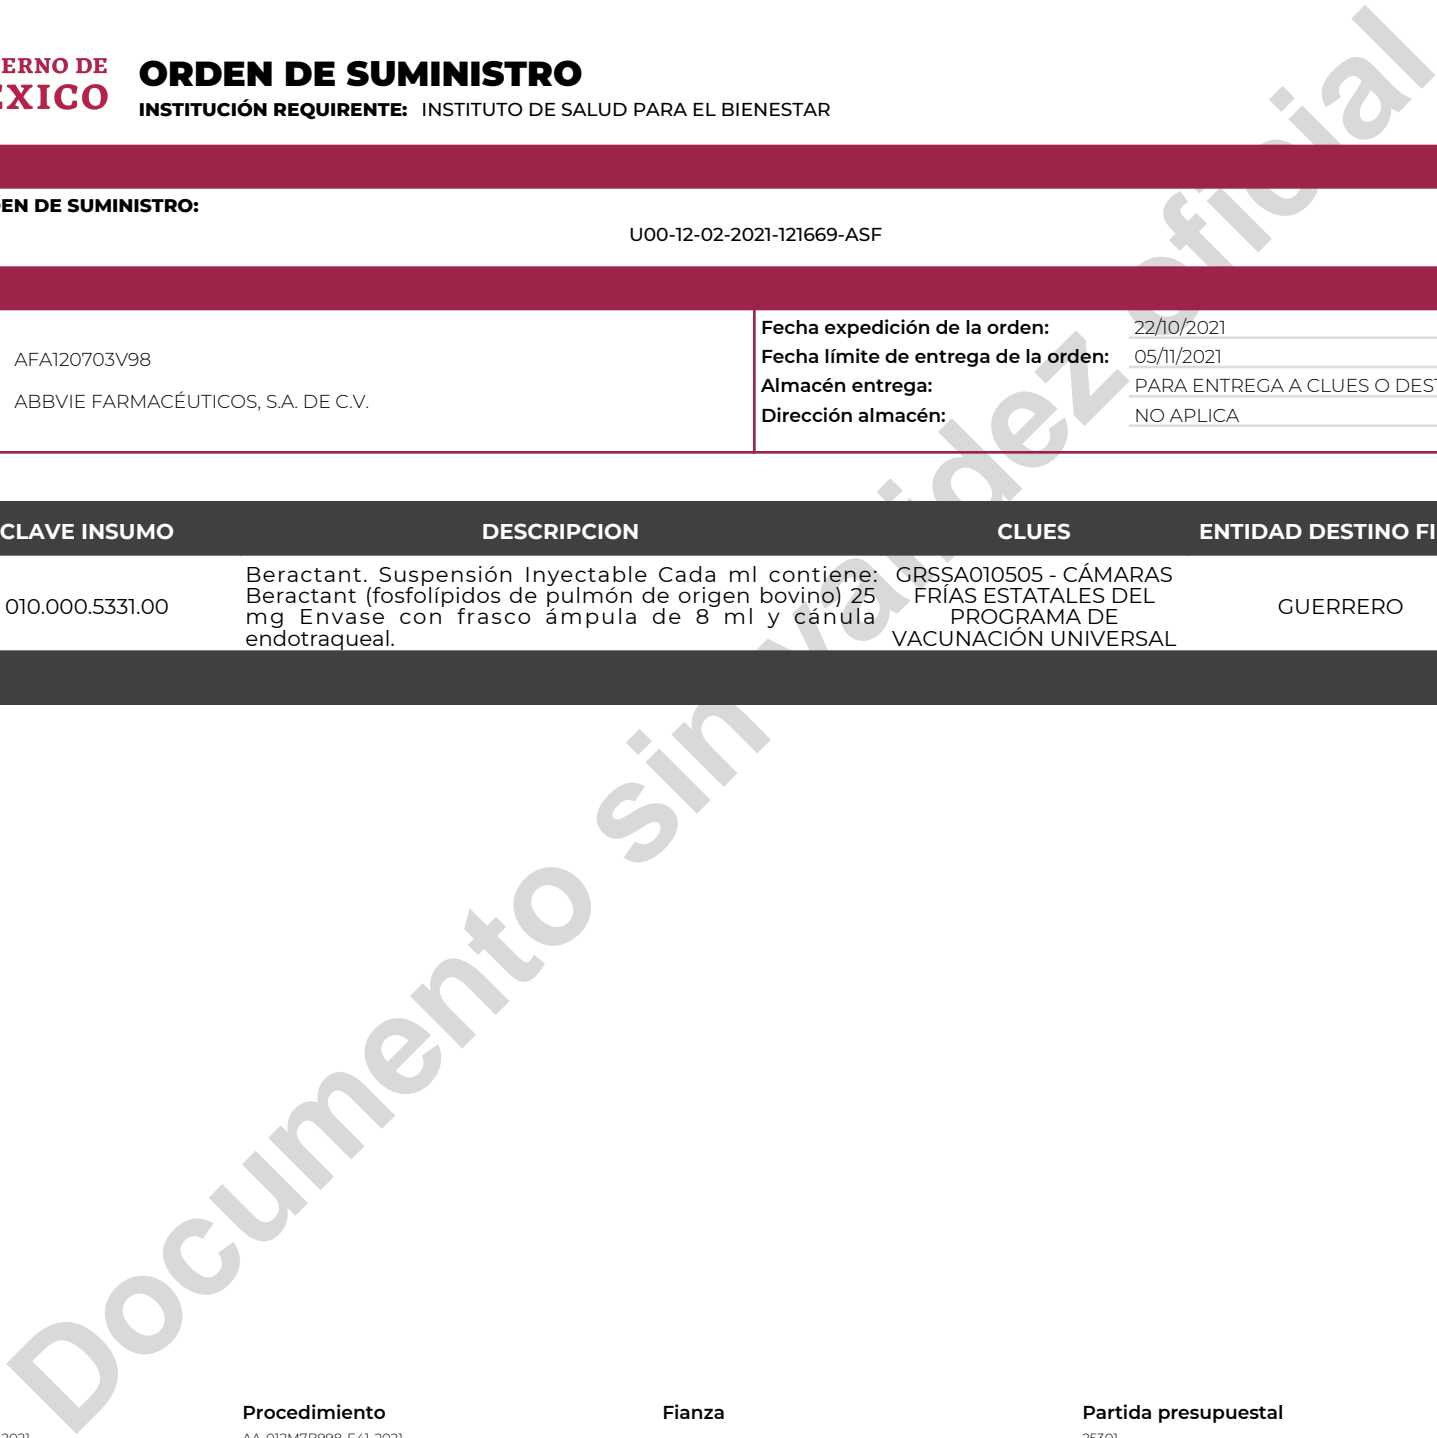 ERNO DE
ORDEN DE SUMINISTRO
XICO
INSTITUCIÓN REQUIRENTE: INSTITUTO DE SALUD PARA EL BIENESTAR
EN DE SUMINISTRO:
U00-12-02-2021-121669-ASF
AFA120703V98
ABBVIE FARMACÉUTICOS, S.A. DE C.V.
Fecha expedición de la orden: 22/10/2021
Fecha límite de entrega de la orden: 05/11/2021
Almacén entrega: PARA ENTREGA A CLUES O DEST
Dirección almacén: NO APLICA
CLAVE INSUMO DESCRIPCION CLUES ENTIDAD DESTINO FI
010.000.5331.00
Beractant. Suspensión Inyectable Cada ml contiene:
Beractant (fosfolípidos de pulmón de origen bovino) 25
mg Envase con frasco ámpula de 8 ml y cánula
endotraqueal.
GRSSA010505 - CÁMARAS
FRÍAS ESTATALES DEL
PROGRAMA DE
VACUNACIÓN UNIVERSAL
GUERRERO
Documento sin validez oficial
Procedimiento Fianza Partida presupuestal